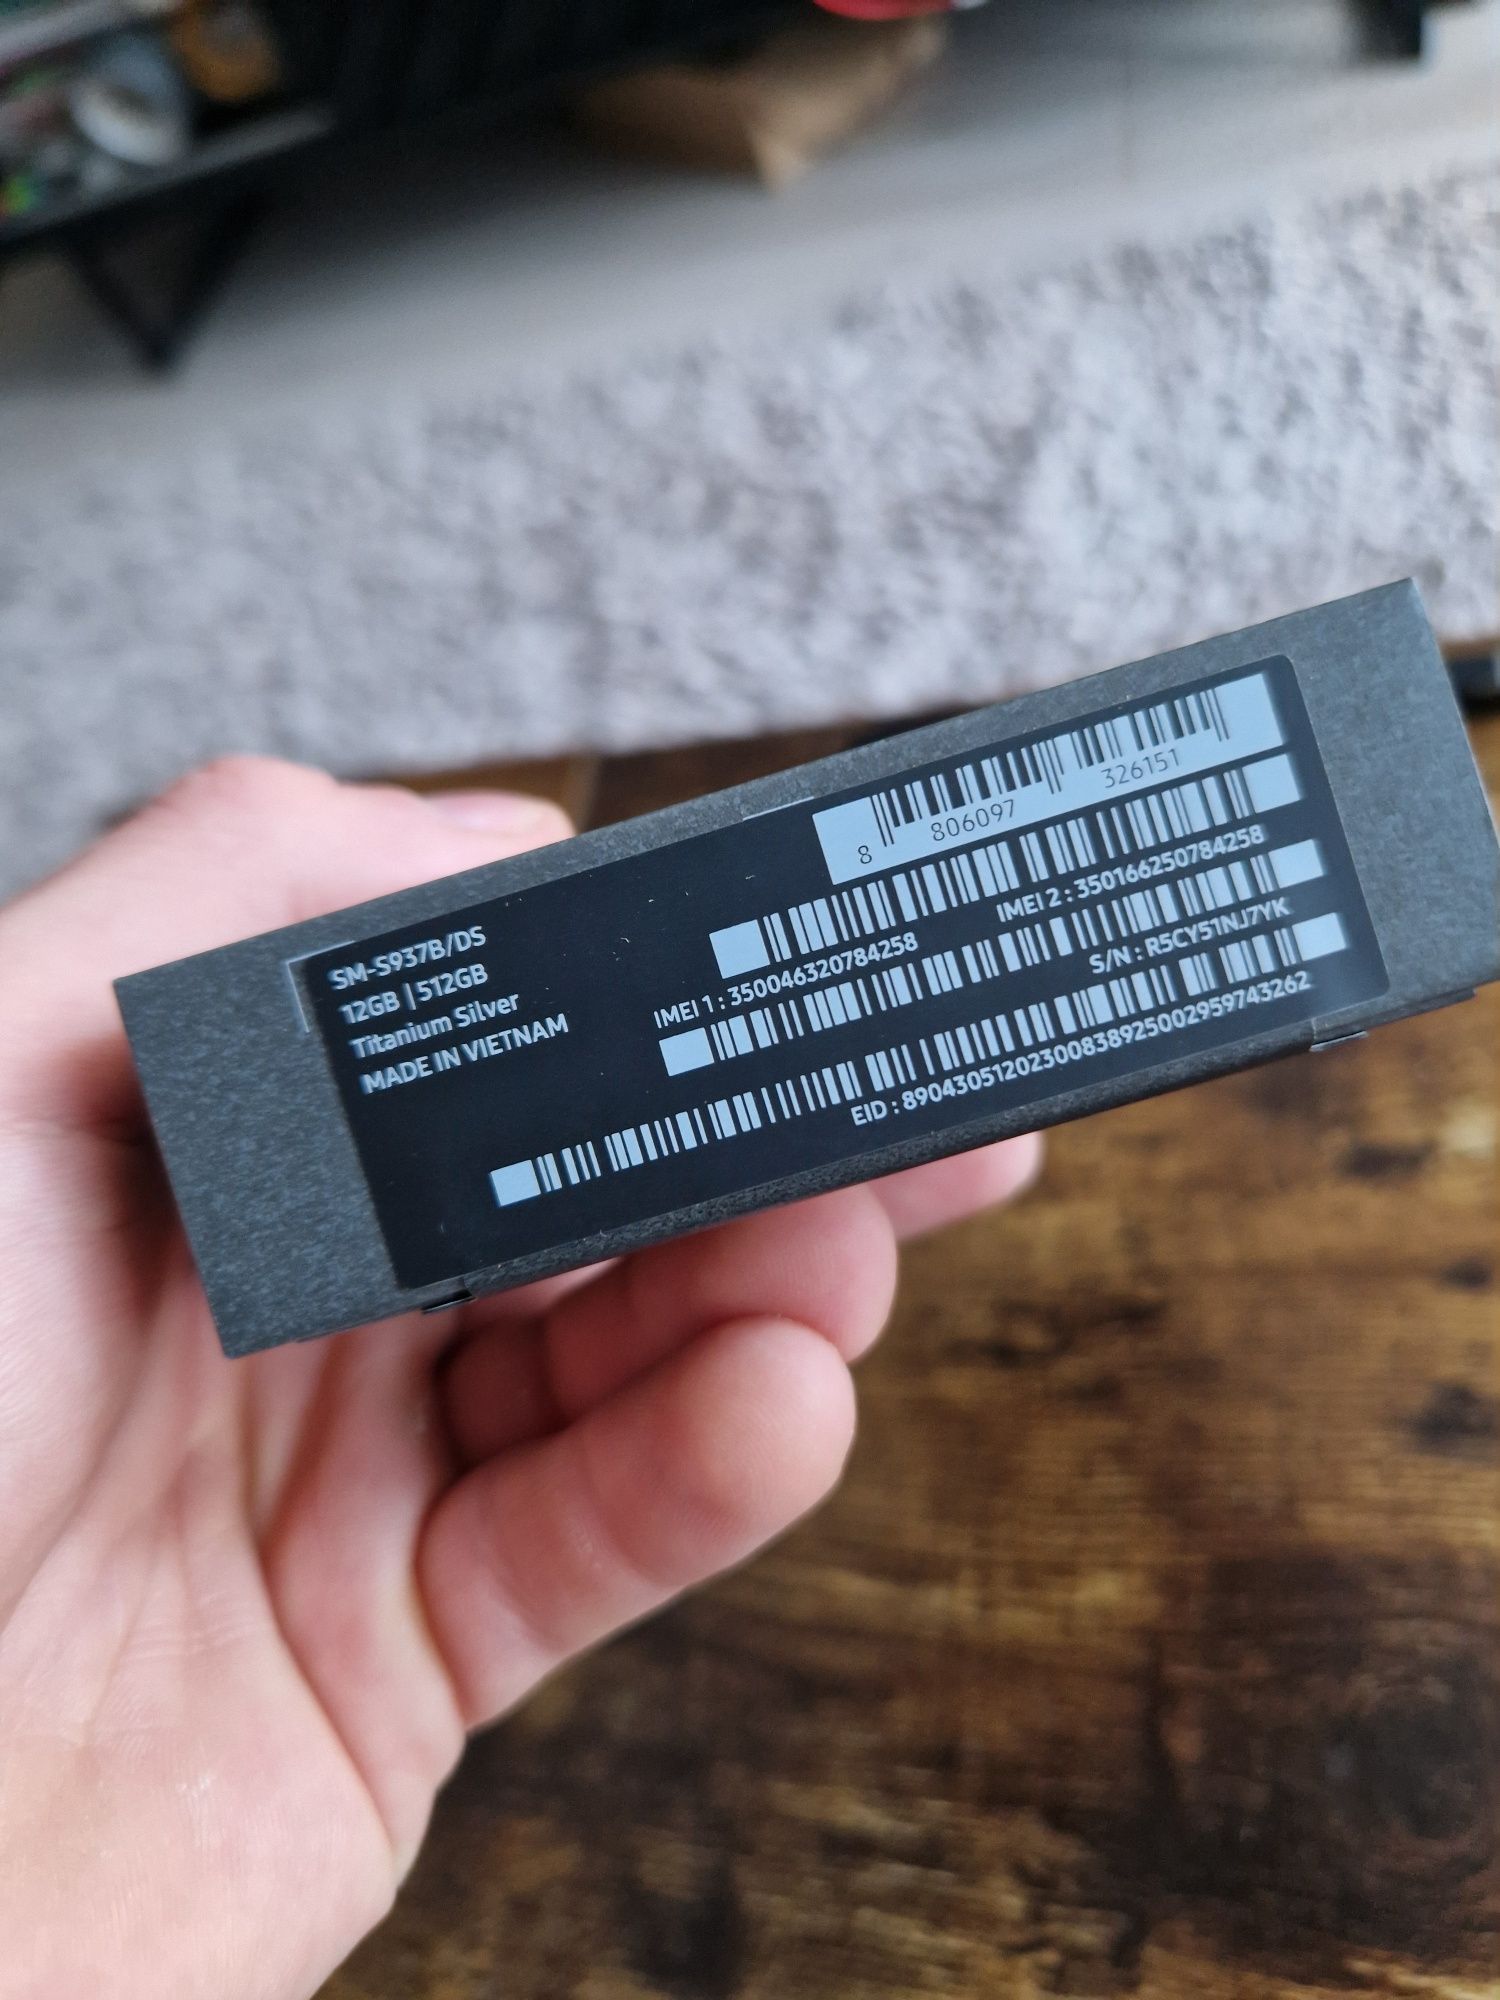 SM-S937B/DS
12GB | 512GB
Titanium Silver
MADE IN VIETNAM
8 806097 326151
IMEI 1 : 350046320784258
IMEI 2 : 350166250784258
S/N : R5CY51NJ7YK
EID : 89043051202300838925002959743262